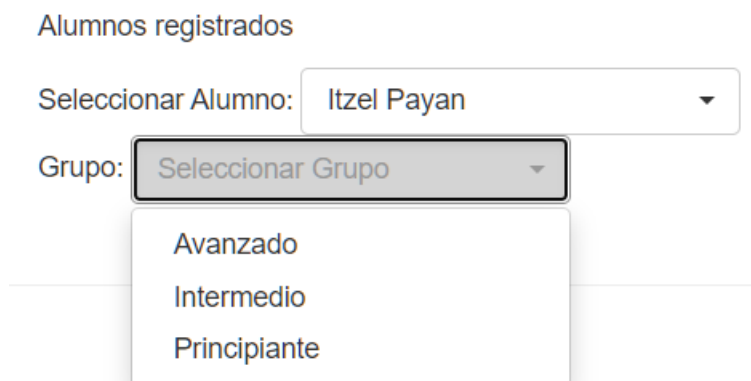 Alumnos registrados
Seleccionar Alumno: Itzel Payan
Grupo: Seleccionar Grupo
Avanzado
Intermedio
Principiante